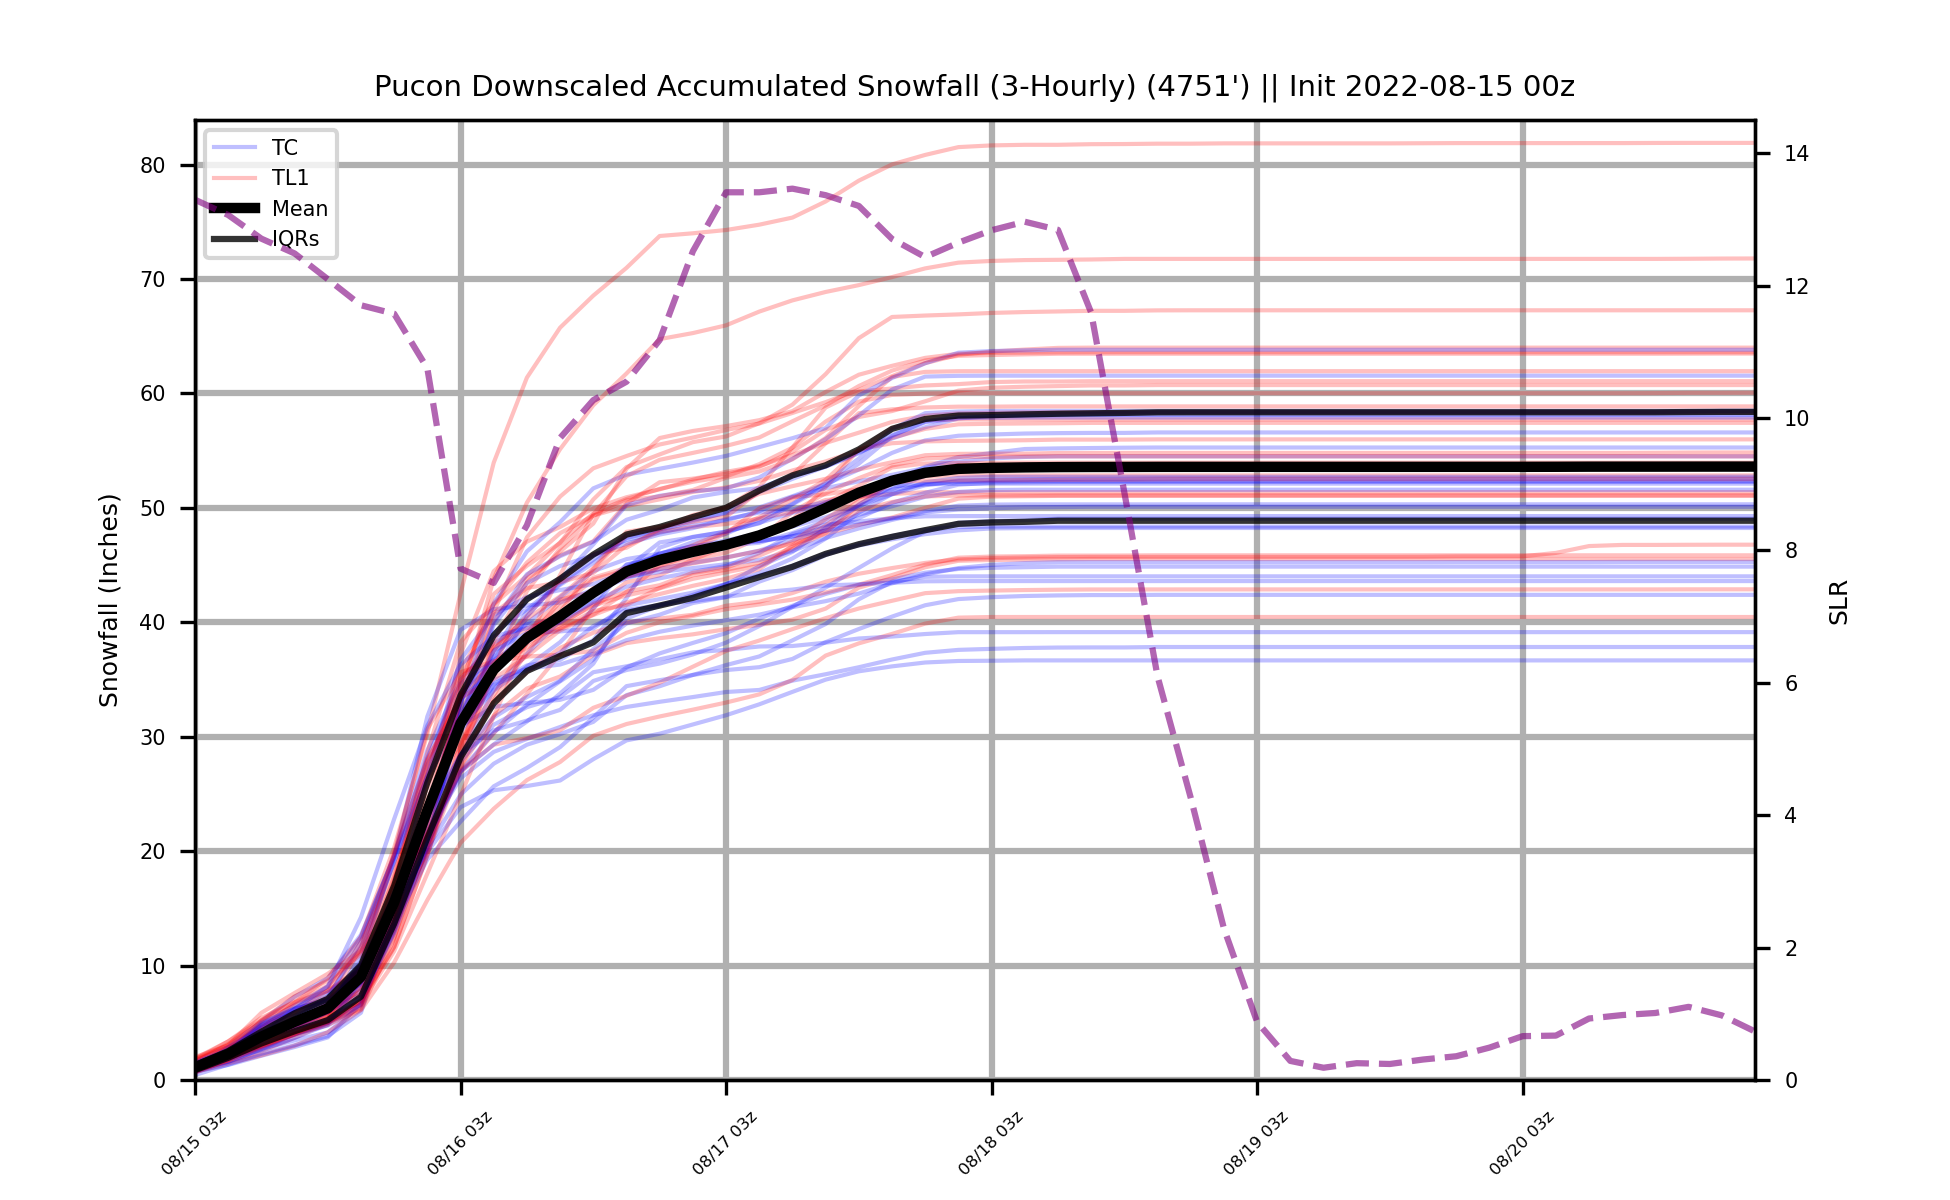 Pucon Downscaled Accumulated Snowfall (3-Hourly) (4751') || Init 2022-08-15 00z
TC
TL1
Mean
IQRs
Snowfall (Inches)
80
70
60
50
40
30
20
10
0
14
12
10
8
6
4
2
0
SLR
08/15 03z
08/16 03z
08/17 03z
08/18 03z
08/19 03z
08/20 03z